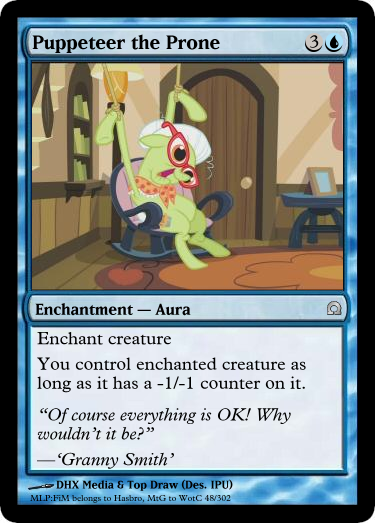 Puppeteer the Prone 3
Enchantment — Aura
Enchant creature
You control enchanted creature as
long as it has a -1/-1 counter on it.
“Of course everything is OK! Why
wouldn’t it be?”
—‘Granny Smith’
DHX Media & Top Draw (Des. IPU)
MLP:FiM belongs to Hasbro, MtG to WotC 48/302